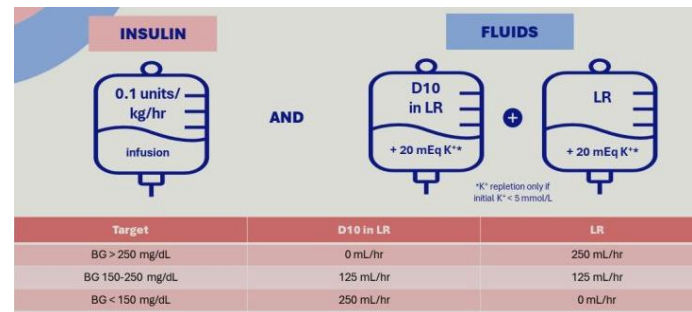 INSULIN
FLUIDS
0.1 units/
kg/hr
infusion
AND
D10
in LR
+ 20 mEq K+*
+
LR
+ 20 mEq K+*
*K+ repletion only if
initial K+ < 5 mmol/L
Target D10 in LR LR
BG > 250 mg/dL 0 mL/hr 250 mL/hr
BG 150-250 mg/dL 125 mL/hr 125 mL/hr
BG < 150 mg/dL 250 mL/hr 0 mL/hr